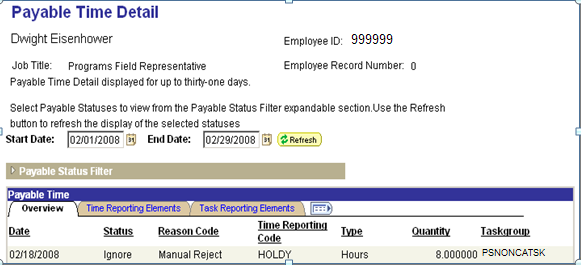 Payable Time Detail
Dwight Eisenhower
Employee ID: 999999
Job Title: Programs Field Representative
Employee Record Number: 0
Payable Time Detail displayed for up to thirty-one days.
Select Payable Statuses to view from the Payable Status Filter expandable section.Use the Refresh
button to refresh the display of the selected statuses
Start Date: 02/01/2008 End Date: 02/29/2008 Refresh
Payable Status Filter
Payable Time
Overview Time Reporting Elements Task Reporting Elements
Date Status Reason Code Time Reporting Code Type Quantity Taskgroup
02/18/2008 Ignore Manual Reject HOLDY Hours 8.000000 PSNONCATSK